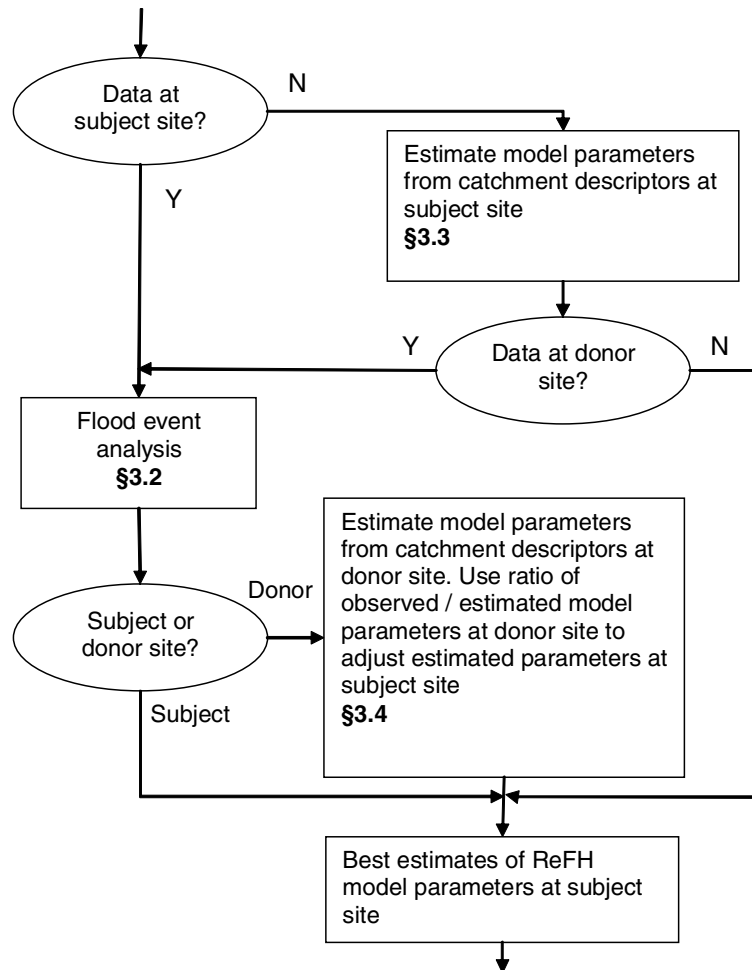 Data at
subject site?
N
Estimate model parameters
from catchment descriptors at
subject site
§3.3
Y
Data at donor
site?
Y
N
Flood event
analysis
§3.2
Subject or
donor site?
Donor
Estimate model parameters
from catchment descriptors at
donor site. Use ratio of
observed / estimated model
parameters at donor site to
adjust estimated parameters at
subject site
§3.4
Subject
Best estimates of ReFH
model parameters at subject
site